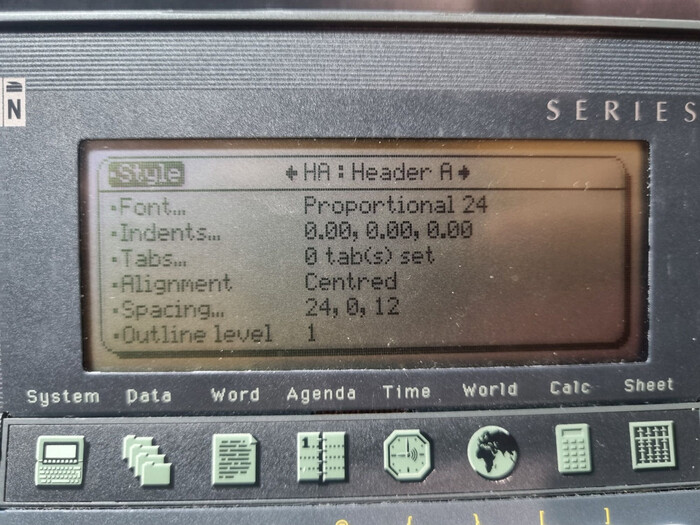 N
SERIES
Style ←HA:Header A→
Font... Proportional 24
Indents... 0.00, 0.00, 0.00
Tabs... 0 tab(s) set
Alignment Centred
Spacing... 24, 0, 12
Outline level 1
System Data Word Agenda Time World Calc Sheet